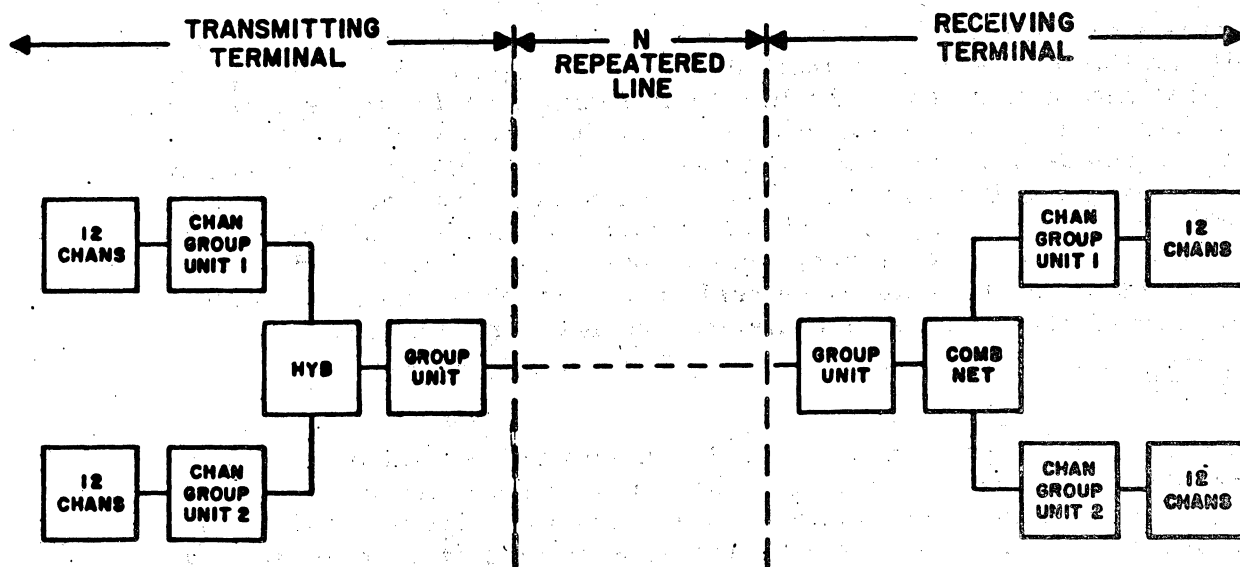 TRANSMITTING
TERMINAL
N
REPEATERED
LINE
RECEIVING
TERMINAL
12
CHANS
CHAN
GROUP
UNIT 1
HYB
GROUP
UNIT
12
CHANS
CHAN
GROUP
UNIT 2
GROUP
UNIT
COMB
NET
CHAN
GROUP
UNIT 1
12
CHANS
CHAN
GROUP
UNIT 2
12
CHANS